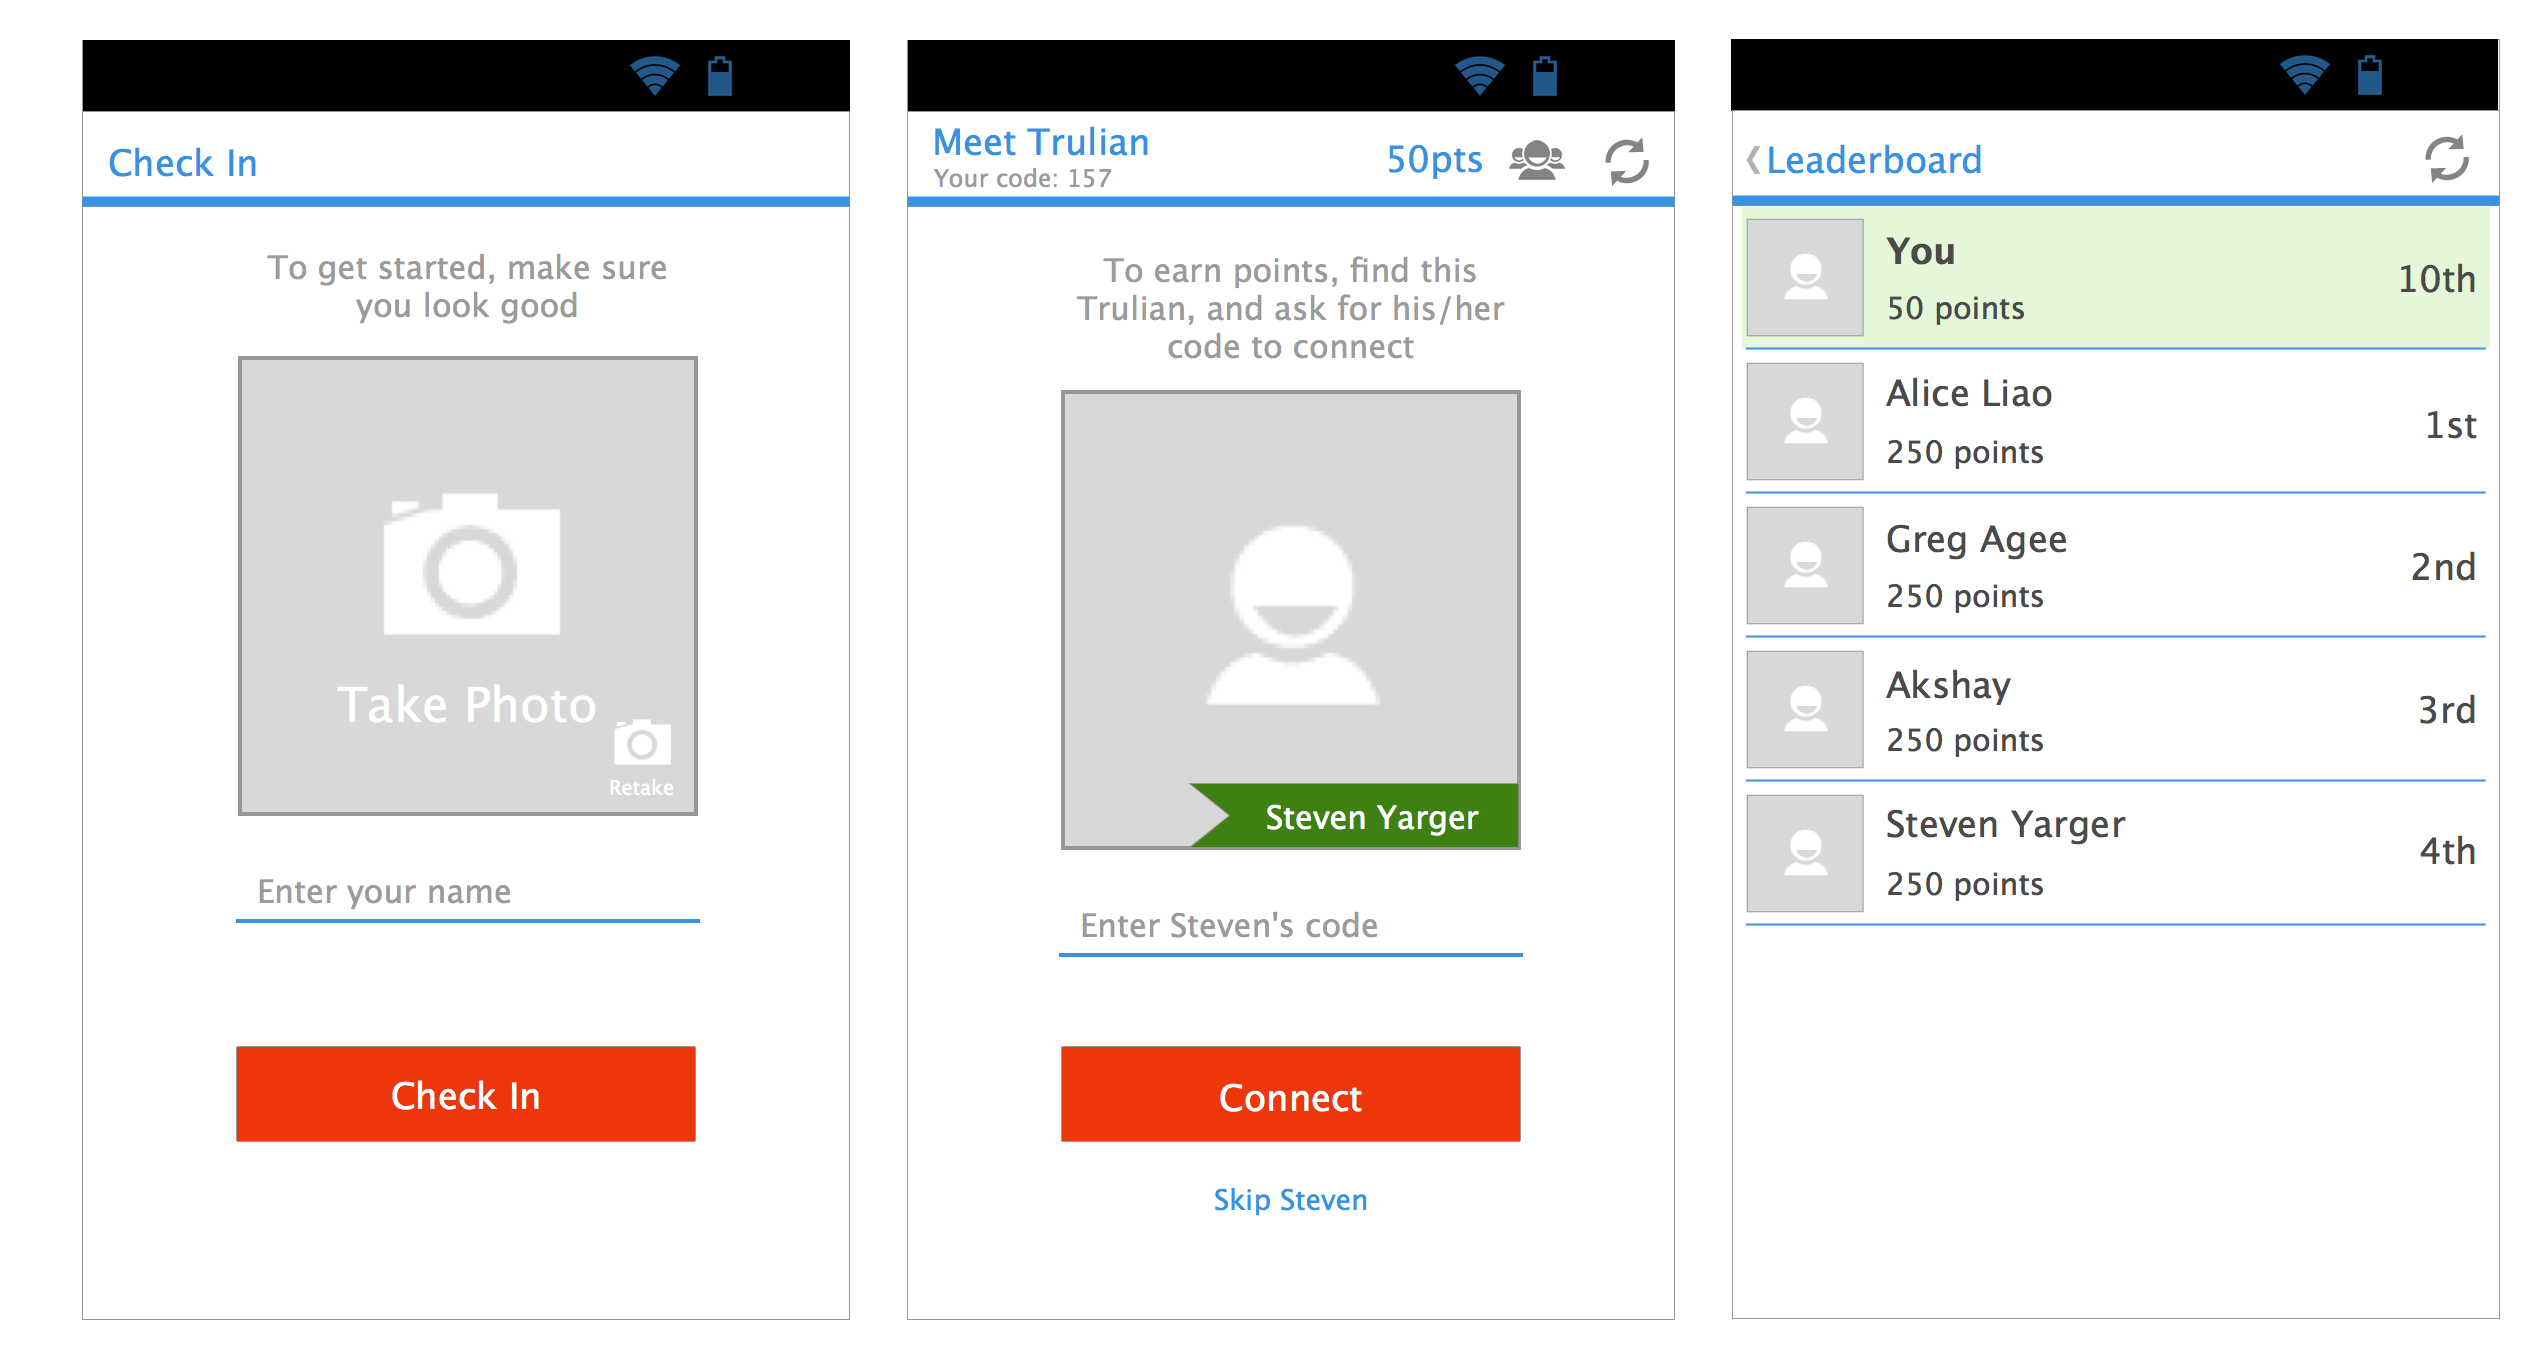 Check In
To get started, make sure
you look good
Take Photo
Retake
Enter your name
Check In
Meet Trulian
Your code: 157
50pts
To earn points, find this
Trulian, and ask for his/her
code to connect
Steven Yarger
Enter Steven's code
Connect
Skip Steven
Leaderboard
You
50 points
10th
Alice Liao
250 points
1st
Greg Agee
250 points
2nd
Akshay
250 points
3rd
Steven Yarger
250 points
4th